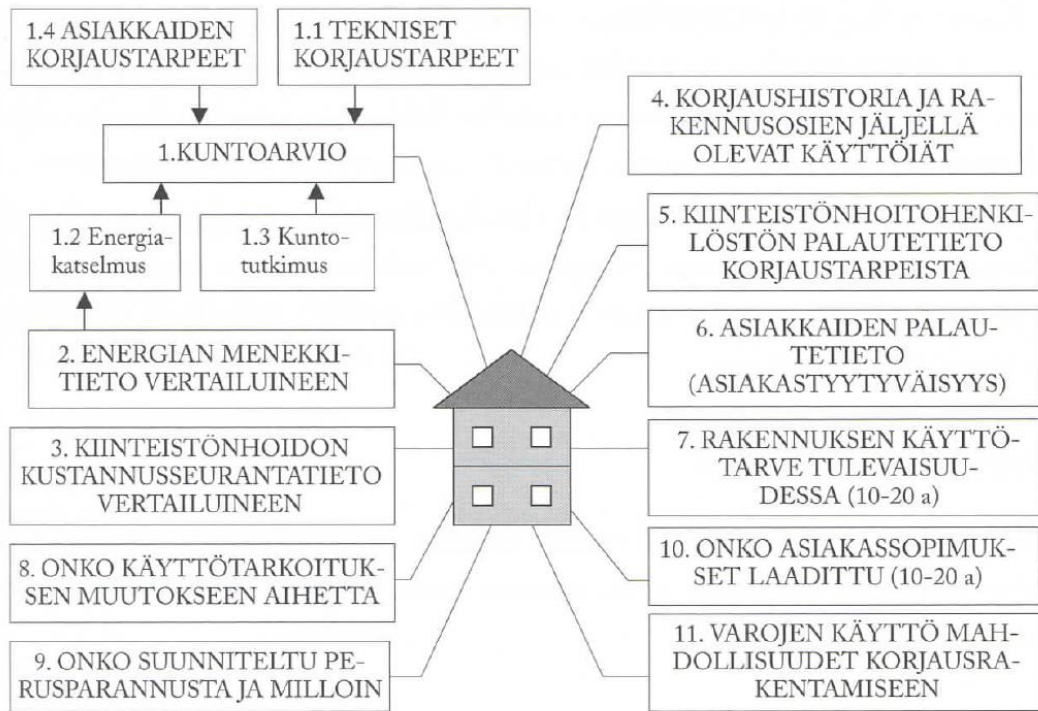 1.4 ASIAKKAIDEN
KORJAUSTARPEET
1.1 TEKNISET
KORJAUSTARPEET
1.KUNTOARVIO
1.2 Energia-
katselmus
1.3 Kunto-
tutkimus
2. ENERGIAN MENEKKI-
TIETO VERTAILUINEEN
3. KIINTEISTÖNHOIDON
KUSTANNUSSEURANTATIETO
VERTAILUINEEN
8. ONKO KÄYTTÖTARKOITUK-
SEN MUUTOKSEEN AIHETTA
9. ONKO SUUNNITELTU PE-
RUSPARANNUSTA JA MILLOIN
4. KORJAUSHISTORIA JA RA-
KENNUSOSIEN JÄLJELLÄ
OLEVAT KÄYTTÖIÄT
5. KIINTEISTÖNHOITOHENKI-
LÖSTÖN PALAUTETIETO
KORJAUSTARPEISTA
6. ASIAKKAIDEN PALAU-
TETIETO
(ASIAKASTYYTYVÄISYYS)
7. RAKENNUKSEN KÄYTTÖ-
TARVE TULEVAISUU-
DESSA (10-20 a)
10. ONKO ASIAKASSOPIMUK-
SET LAADITTU (10-20 a)
11. VAROJEN KÄYTTÖ MAH-
DOLLISUUDET KORJAUSRA-
KENTAMISEEN